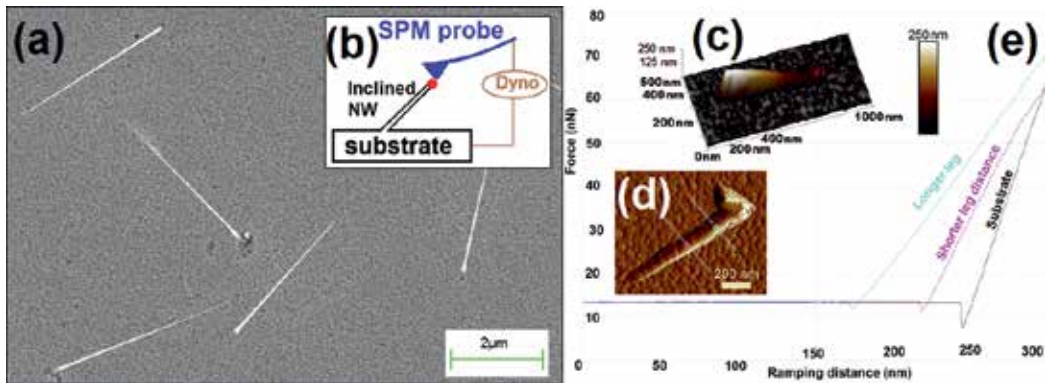 (a)
(b)
SPM probe
Dyno
Inclined
NW
substrate
2µm
80
70
60
50
40
30
20
10
Force (nN)
0
50
100
150
200
250
300
Ramping distance (nm)
(c)
250 nm
125 nm
500nm
400nm
200nm
0nm
200nm
400nm
1000nm
250nm
(d)
200 nm
(e)
Longer leg
Shorter leg distance
Substrate